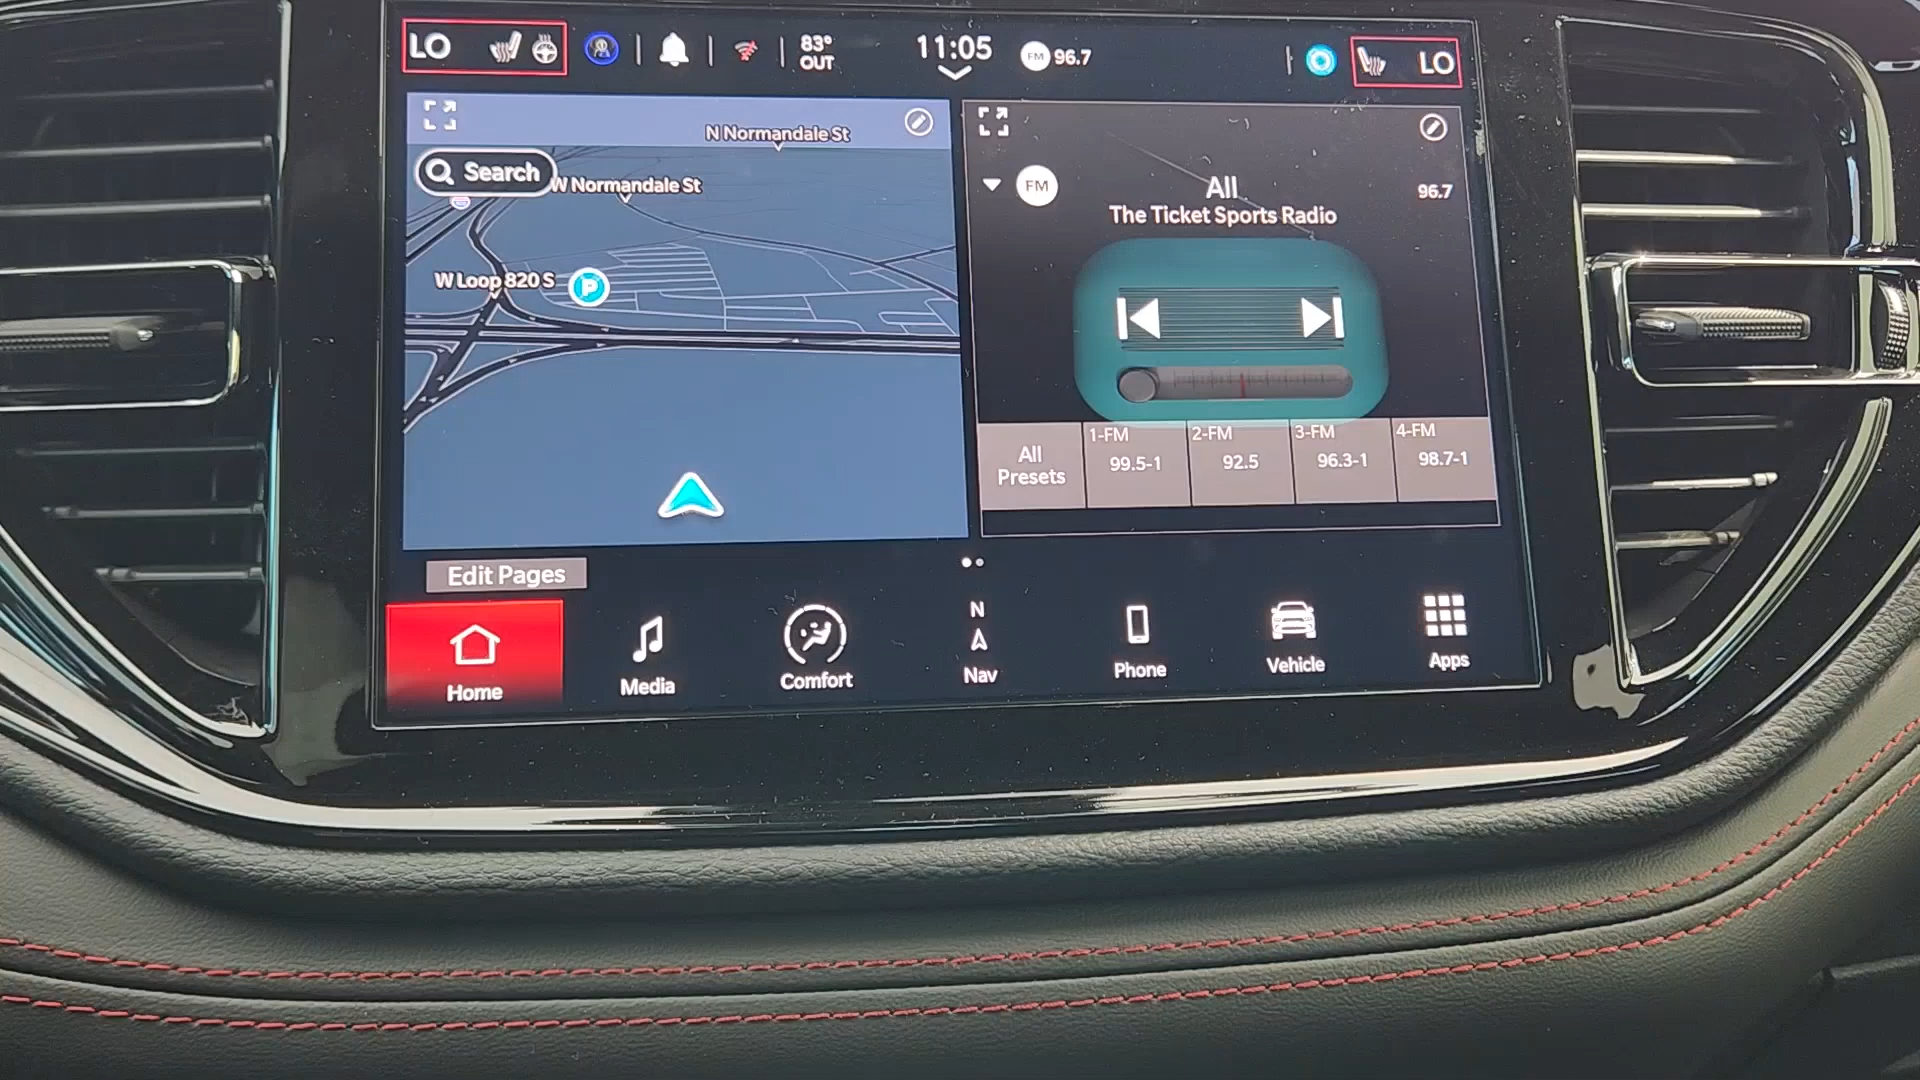 LO
83°
OUT
11:05
FM
96.7
LO
N Normandale St
Search
W Normandale St
W Loop 820 S
P
FM
All
96.7
The Ticket Sports Radio
All
Presets
1-FM
99.5-1
2-FM
92.5
3-FM
96.3-1
4-FM
98.7-1
Edit Pages
Home
Media
Comfort
N
Nav
Phone
Vehicle
Apps